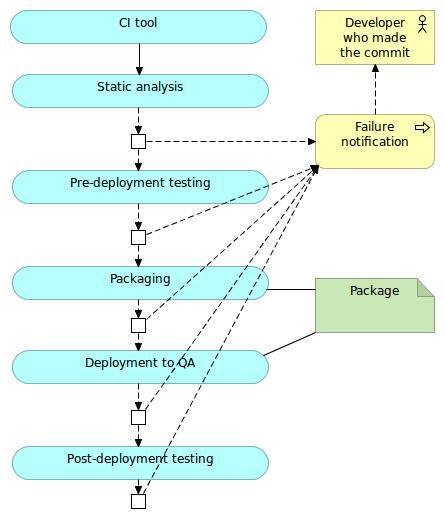 CI tool
Developer
who made
the commit
Static analysis
Failure
notification
Pre-deployment testing
Packaging
Package
Deployment to QA
Post-deployment testing